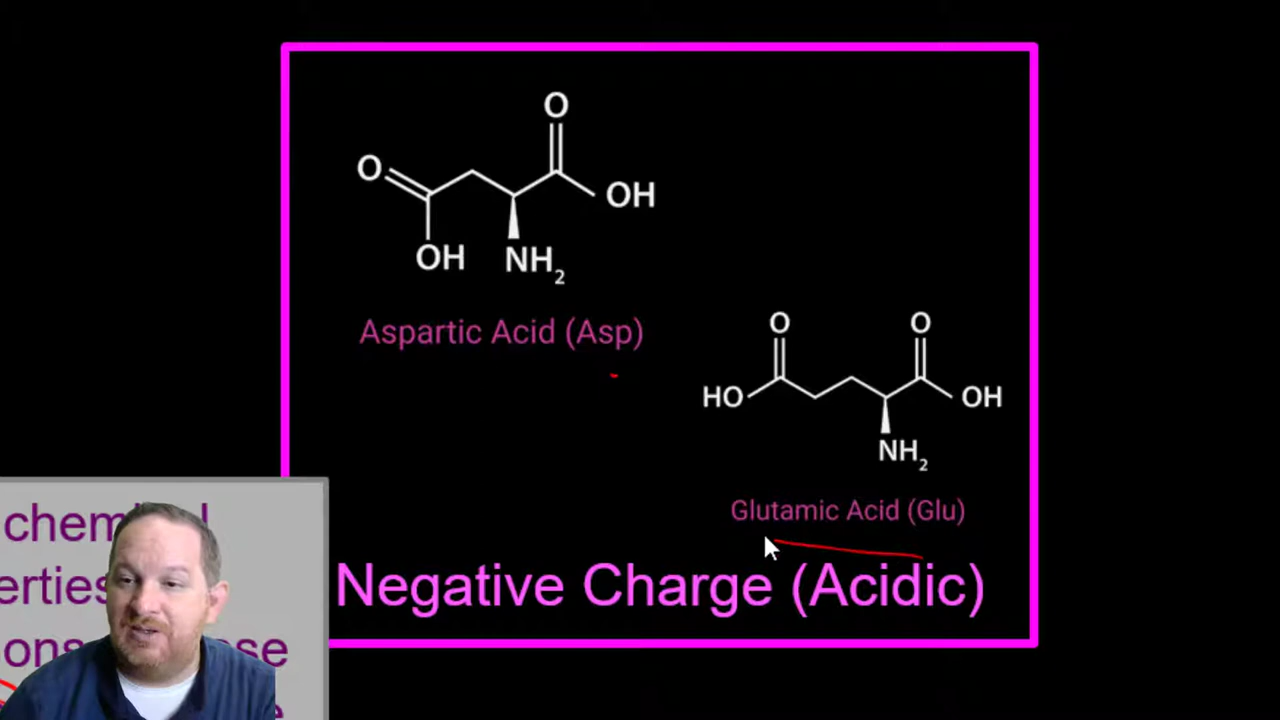 O
O
OH
OH
NH2
Aspartic Acid (Asp)
O
O
HO
OH
NH2
Glutamic Acid (Glu)
Negative Charge (Acidic)